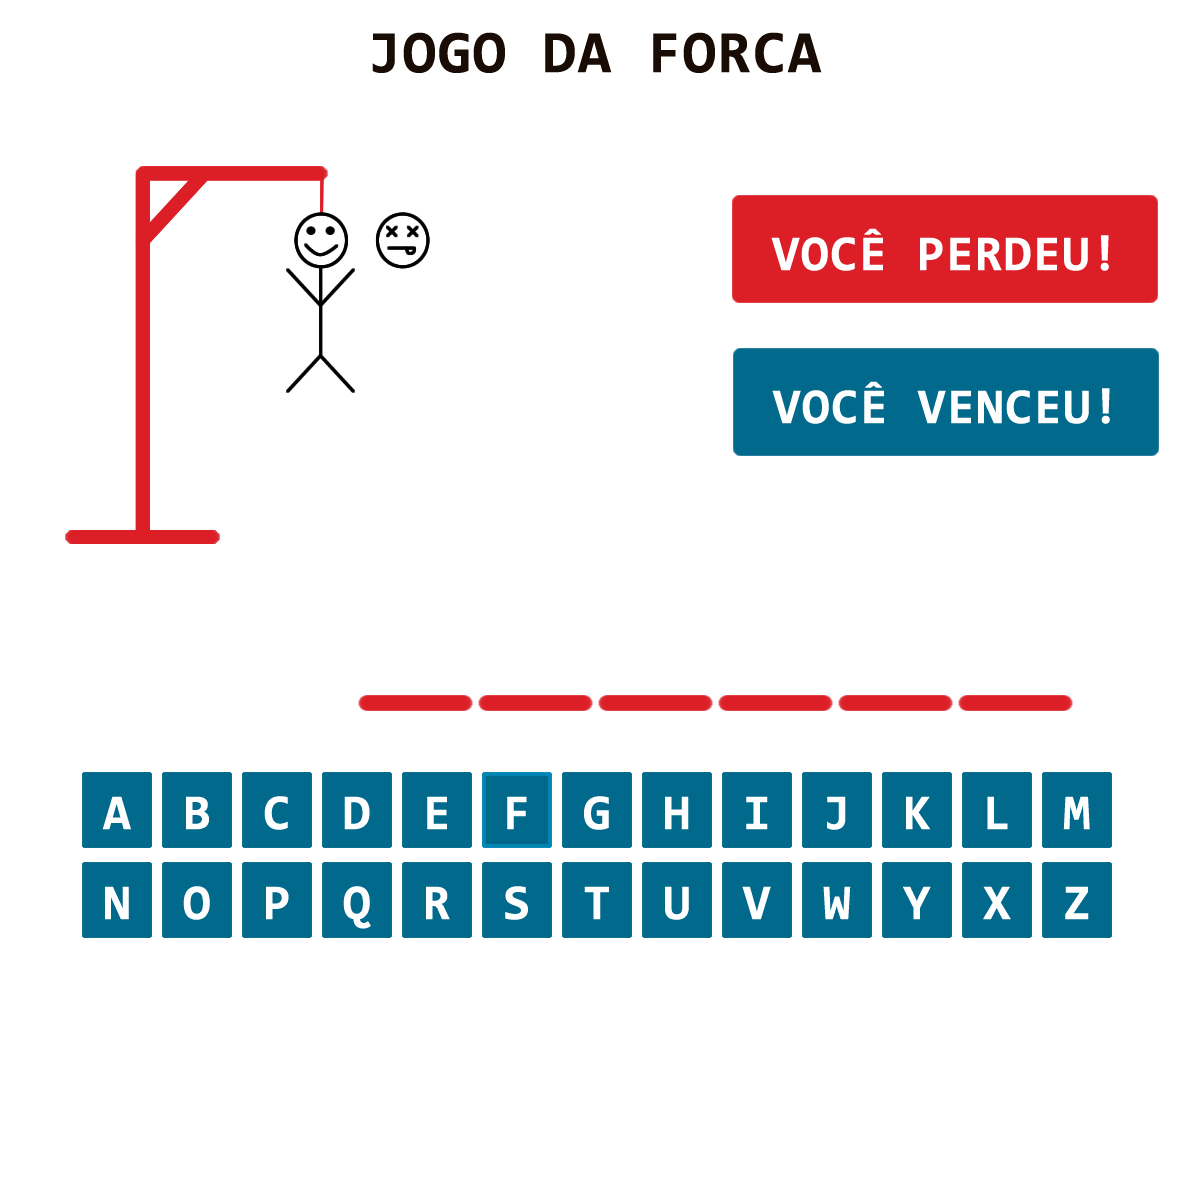 JOGO DA FORCA
VOCÊ PERDEU!
VOCÊ VENCEU!
A B C D E F G H I J K L M
N O P Q R S T U V W Y X Z